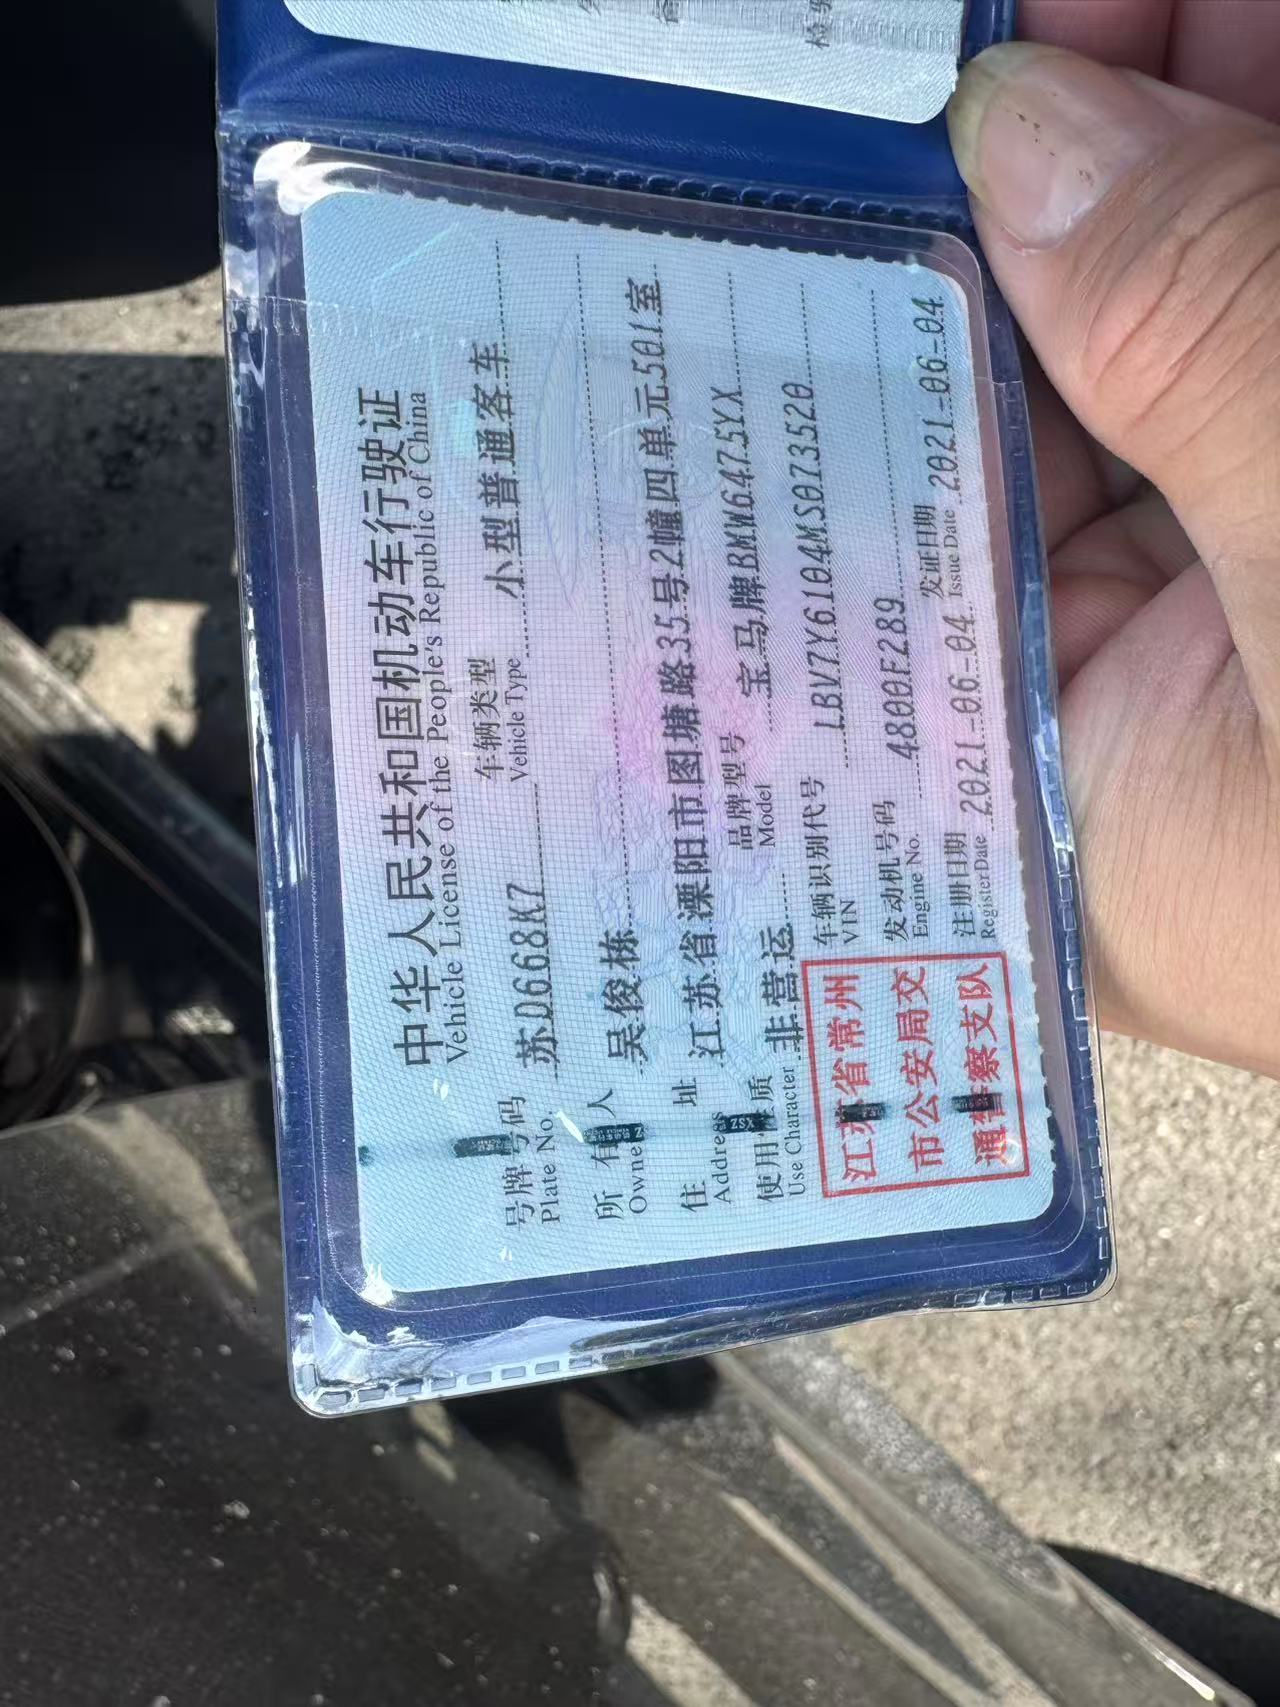 中华人民共和国机动车行驶证
Vehicle License of the People's Republic of China
号牌号码 苏D668K7 车辆类型 小型普通客车
Plate No. Vehicle Type
所有人 吴俊栋
Owner
住址 江苏省溧阳市图塘路35号2幢四单元501室
Address
使用性质 非营运 品牌型号 宝马牌BMW6475YX
Use Character Model
江苏省常州
市公安局交
通警察支队
车辆识别代号 LBV7Y6104MS073520
VIN
发动机号码 4800F289
Engine No.
注册日期 2021-06-04 发证日期 2021-06-04
Register Date Issue Date